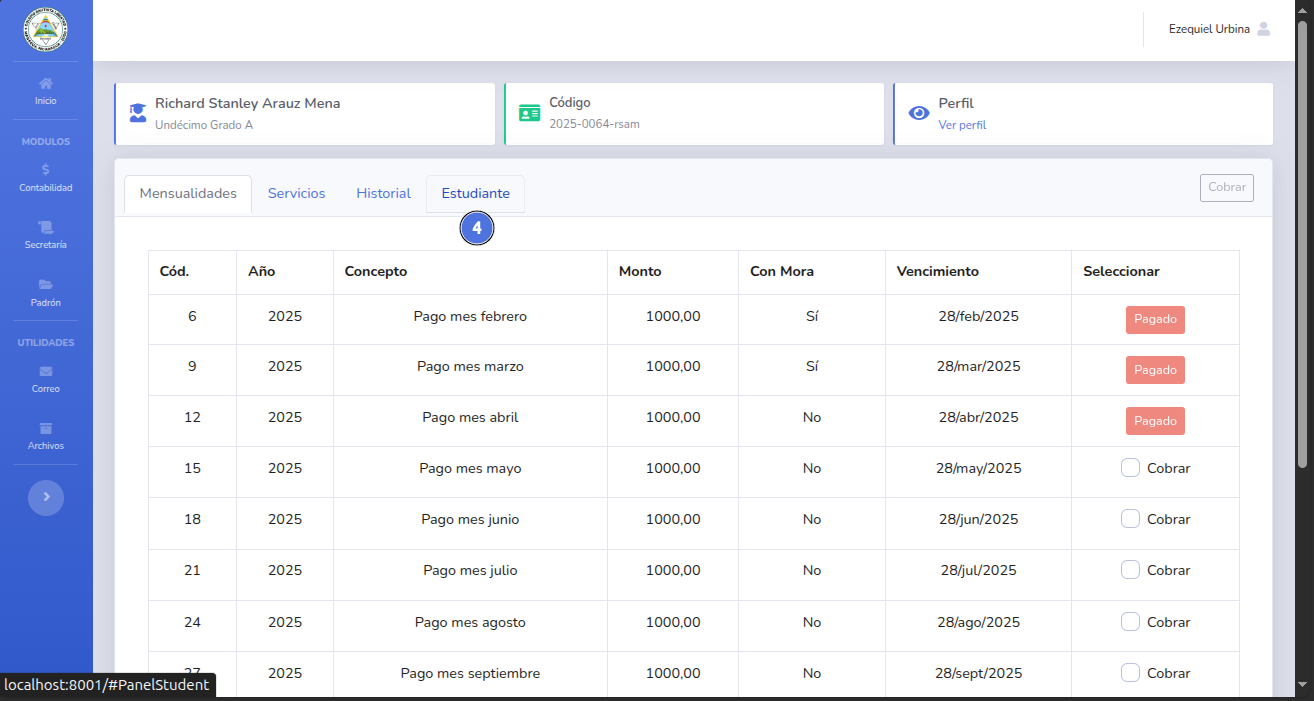 Ezequiel Urbina
Inicio
MODULOS
Contabilidad
Secretaría
Padrón
UTILIDADES
Correo
Archivos
Richard Stanley Arauz Mena
Undécimo Grado A
Código
2025-0064-rsam
Perfil
Ver perfil
Mensualidades Servicios Historial Estudiante Cobrar
4
Cód. Año Concepto Monto Con Mora Vencimiento Seleccionar
6 2025 Pago mes febrero 1000,00 Sí 28/feb/2025 Pagado
9 2025 Pago mes marzo 1000,00 Sí 28/mar/2025 Pagado
12 2025 Pago mes abril 1000,00 No 28/abr/2025 Pagado
15 2025 Pago mes mayo 1000,00 No 28/may/2025 Cobrar
18 2025 Pago mes junio 1000,00 No 28/jun/2025 Cobrar
21 2025 Pago mes julio 1000,00 No 28/jul/2025 Cobrar
24 2025 Pago mes agosto 1000,00 No 28/ago/2025 Cobrar
27 2025 Pago mes septiembre 1000,00 No 28/sept/2025 Cobrar
localhost:8001/#PanelStudent